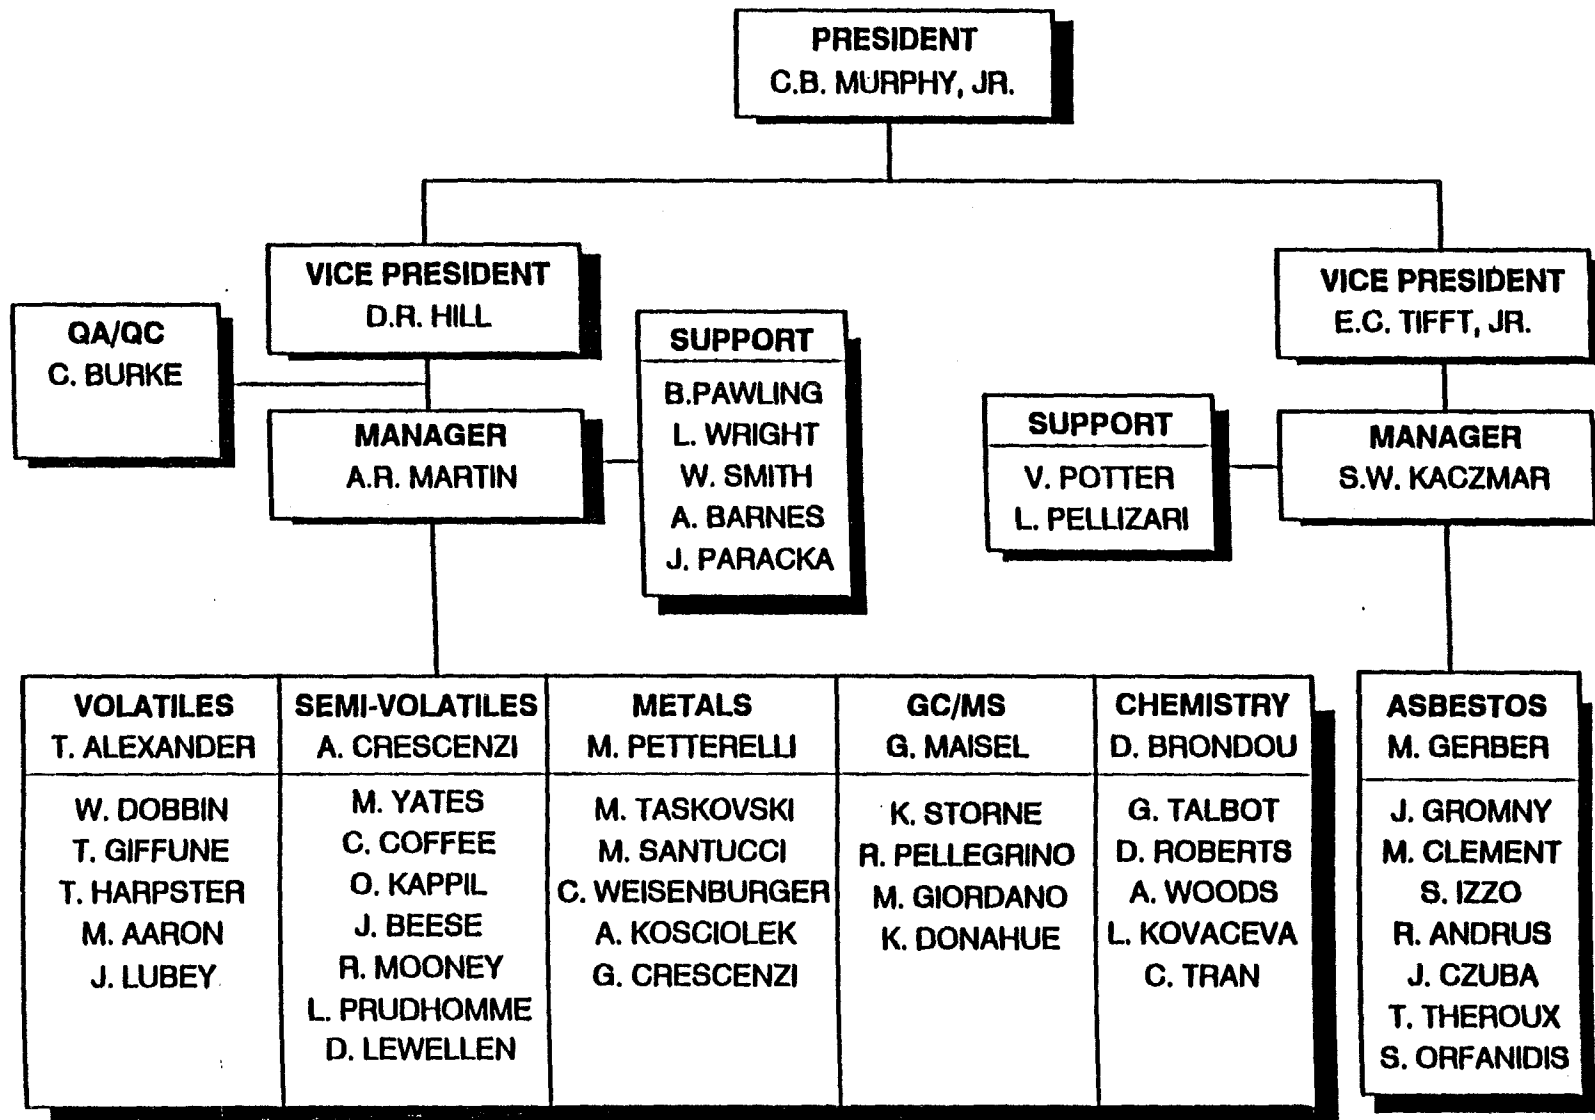 PRESIDENT
C.B. MURPHY, JR.
VICE PRESIDENT
D.R. HILL
VICE PRESIDENT
E.C. TIFFT, JR.
QA/QC
C. BURKE
MANAGER
A.R. MARTIN
SUPPORT
B.PAWLING
L. WRIGHT
W. SMITH
A. BARNES
J. PARACKA
SUPPORT
V. POTTER
L. PELLIZARI
MANAGER
S.W. KACZMAR
VOLATILES
T. ALEXANDER
W. DOBBIN
T. GIFFUNE
T. HARPSTER
M. AARON
J. LUBEY
SEMI-VOLATILES
A. CRESCENZI
M. YATES
C. COFFEE
O. KAPPIL
J. BEESE
R. MOONEY
L. PRUDHOMME
D. LEWELLEN
METALS
M. PETTERELLI
M. TASKOVSKI
M. SANTUCCI
C. WEISENBURGER
A. KOSCIOLEK
G. CRESCENZI
GC/MS
G. MAISEL
K. STORNE
R. PELLEGRINO
M. GIORDANO
K. DONAHUE
CHEMISTRY
D. BRONDOU
G. TALBOT
D. ROBERTS
A. WOODS
L. KOVACEVA
C. TRAN
ASBESTOS
M. GERBER
J. GROMNY
M. CLEMENT
S. IZZO
R. ANDRUS
J. CZUBA
T. THEROUX
S. ORFANIDIS